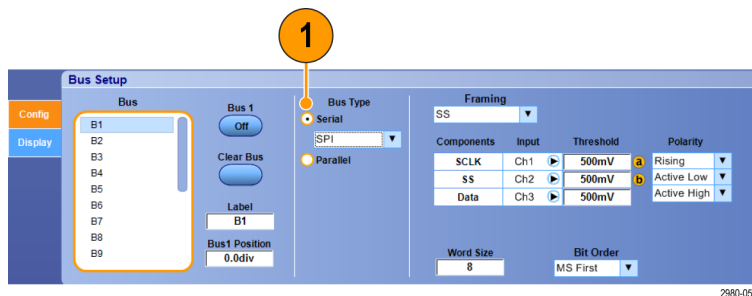 1
Bus Setup
Config
Display
Bus
B1
B2
B3
B4
B5
B6
B7
B8
B9
Bus 1
Off
Clear Bus
Label
B1
Bus1 Position
0.0div
Bus Type
Serial
SPI
Parallel
Framing
SS
Components Input Threshold Polarity
SCLK Ch1 500mV a Rising
SS Ch2 500mV b Active Low
Data Ch3 500mV Active High
Word Size
8
Bit Order
MS First
2980-05